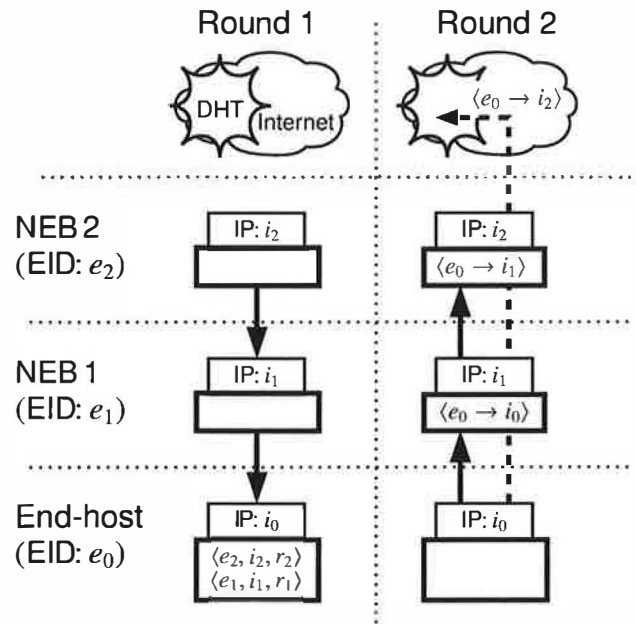 Round 1 Round 2
DHT Internet ⟨e₀ → i₂⟩
NEB 2
(EID: e₂)
IP: i₂
IP: i₂
⟨e₀ → i₁⟩
NEB 1
(EID: e₁)
IP: i₁
IP: i₁
⟨e₀ → i₀⟩
End-host
(EID: e₀)
IP: i₀
⟨e₂, i₂, r₂⟩
⟨e₁, i₁, r₁⟩
IP: i₀